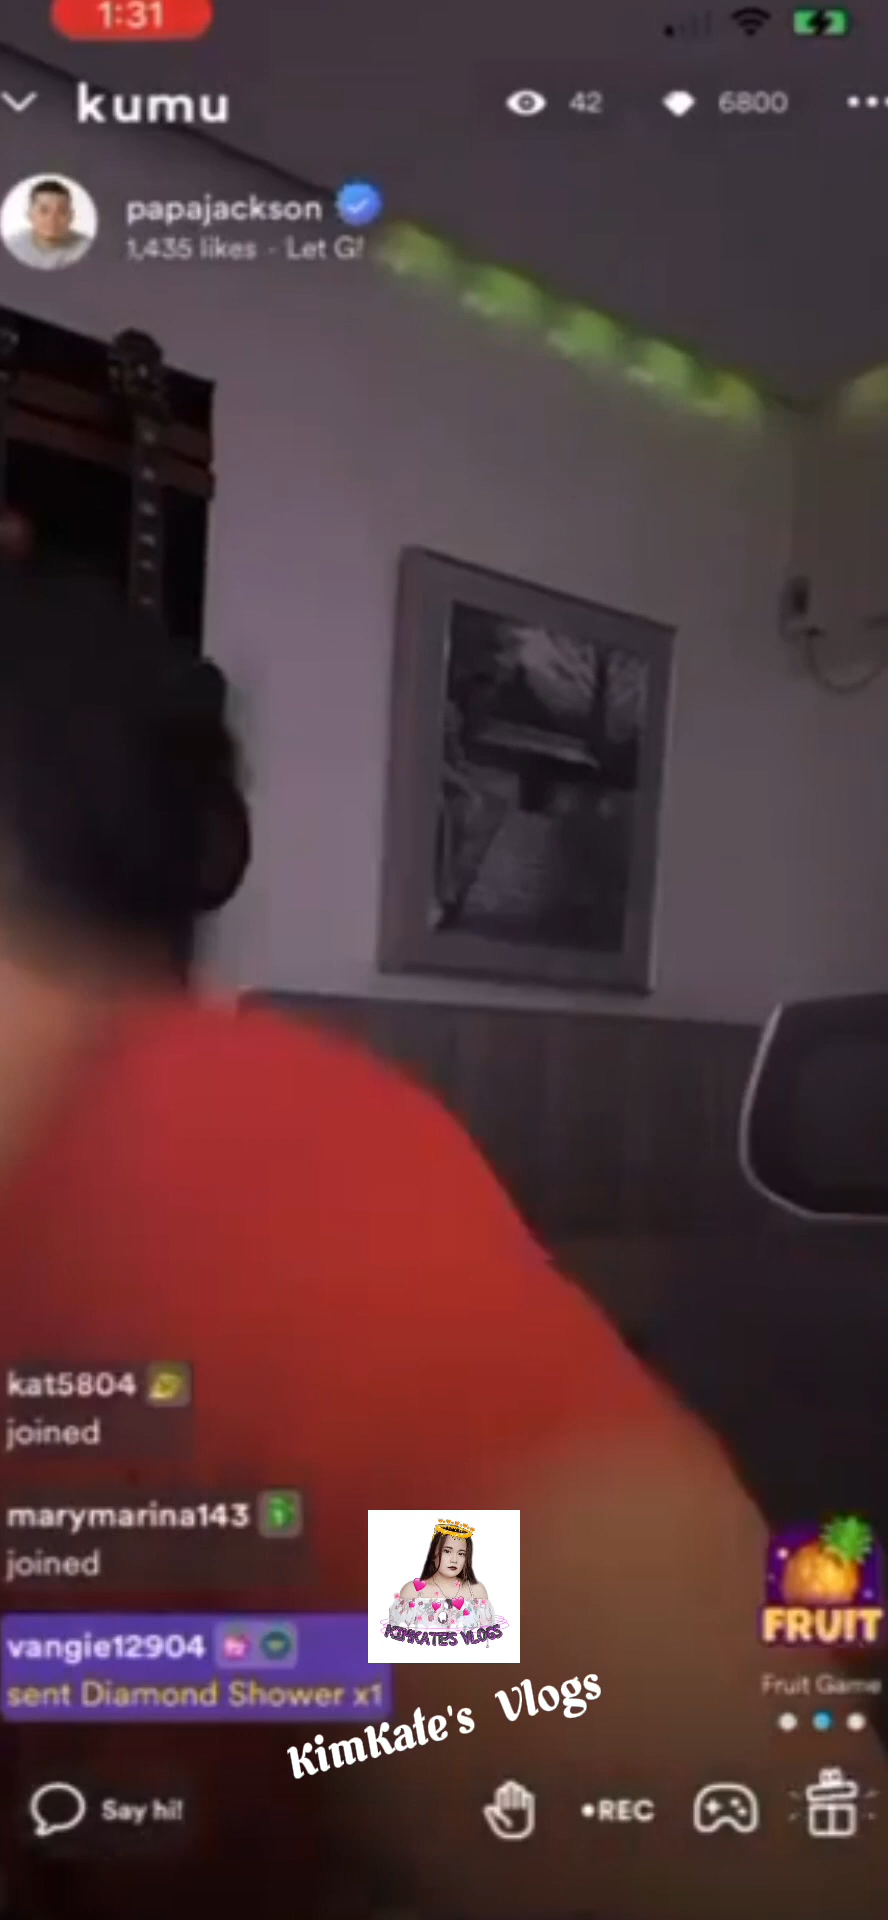 1:31
kumu
42
6800
papajackson
1,435 likes · Let G!
kat5804
joined
marymarina143
joined
vangie12904
sent Diamond Shower x1
KIMKATE'S VLOGS
KimKate's Vlogs
FRUIT
Fruit Game
Say hi!
•REC